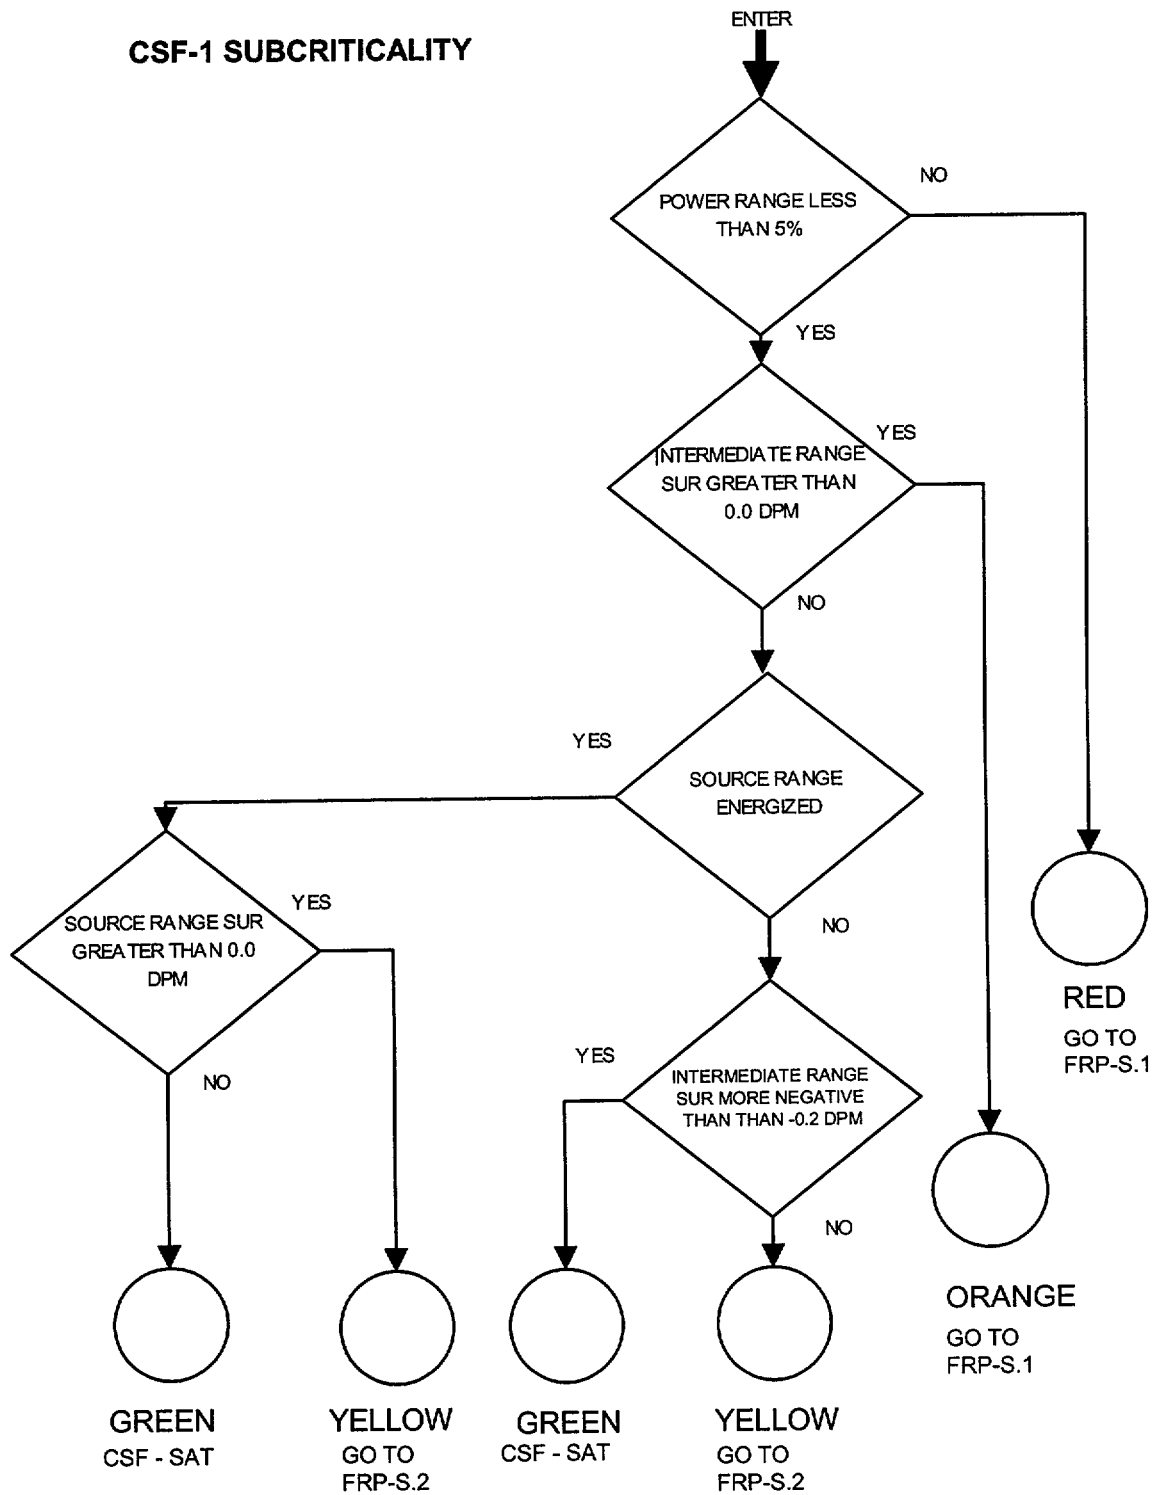 ENTER
CSF-1 SUBCRITICALITY
NO
POWER RANGE LESS
THAN 5%
YES
YES
INTERMEDIATE RANGE
SUR GREATER THAN
0.0 DPM
NO
YES
SOURCE RANGE
ENERGIZED
YES
SOURCE RANGE SUR
GREATER THAN 0.0
DPM
NO
NO
YES
INTERMEDIATE RANGE
SUR MORE NEGATIVE
THAN THAN -0.2 DPM
NO
RED
GO TO
FRP-S.1
ORANGE
GO TO
FRP-S.1
GREEN
CSF - SAT
YELLOW
GO TO
FRP-S.2
GREEN
CSF - SAT
YELLOW
GO TO
FRP-S.2